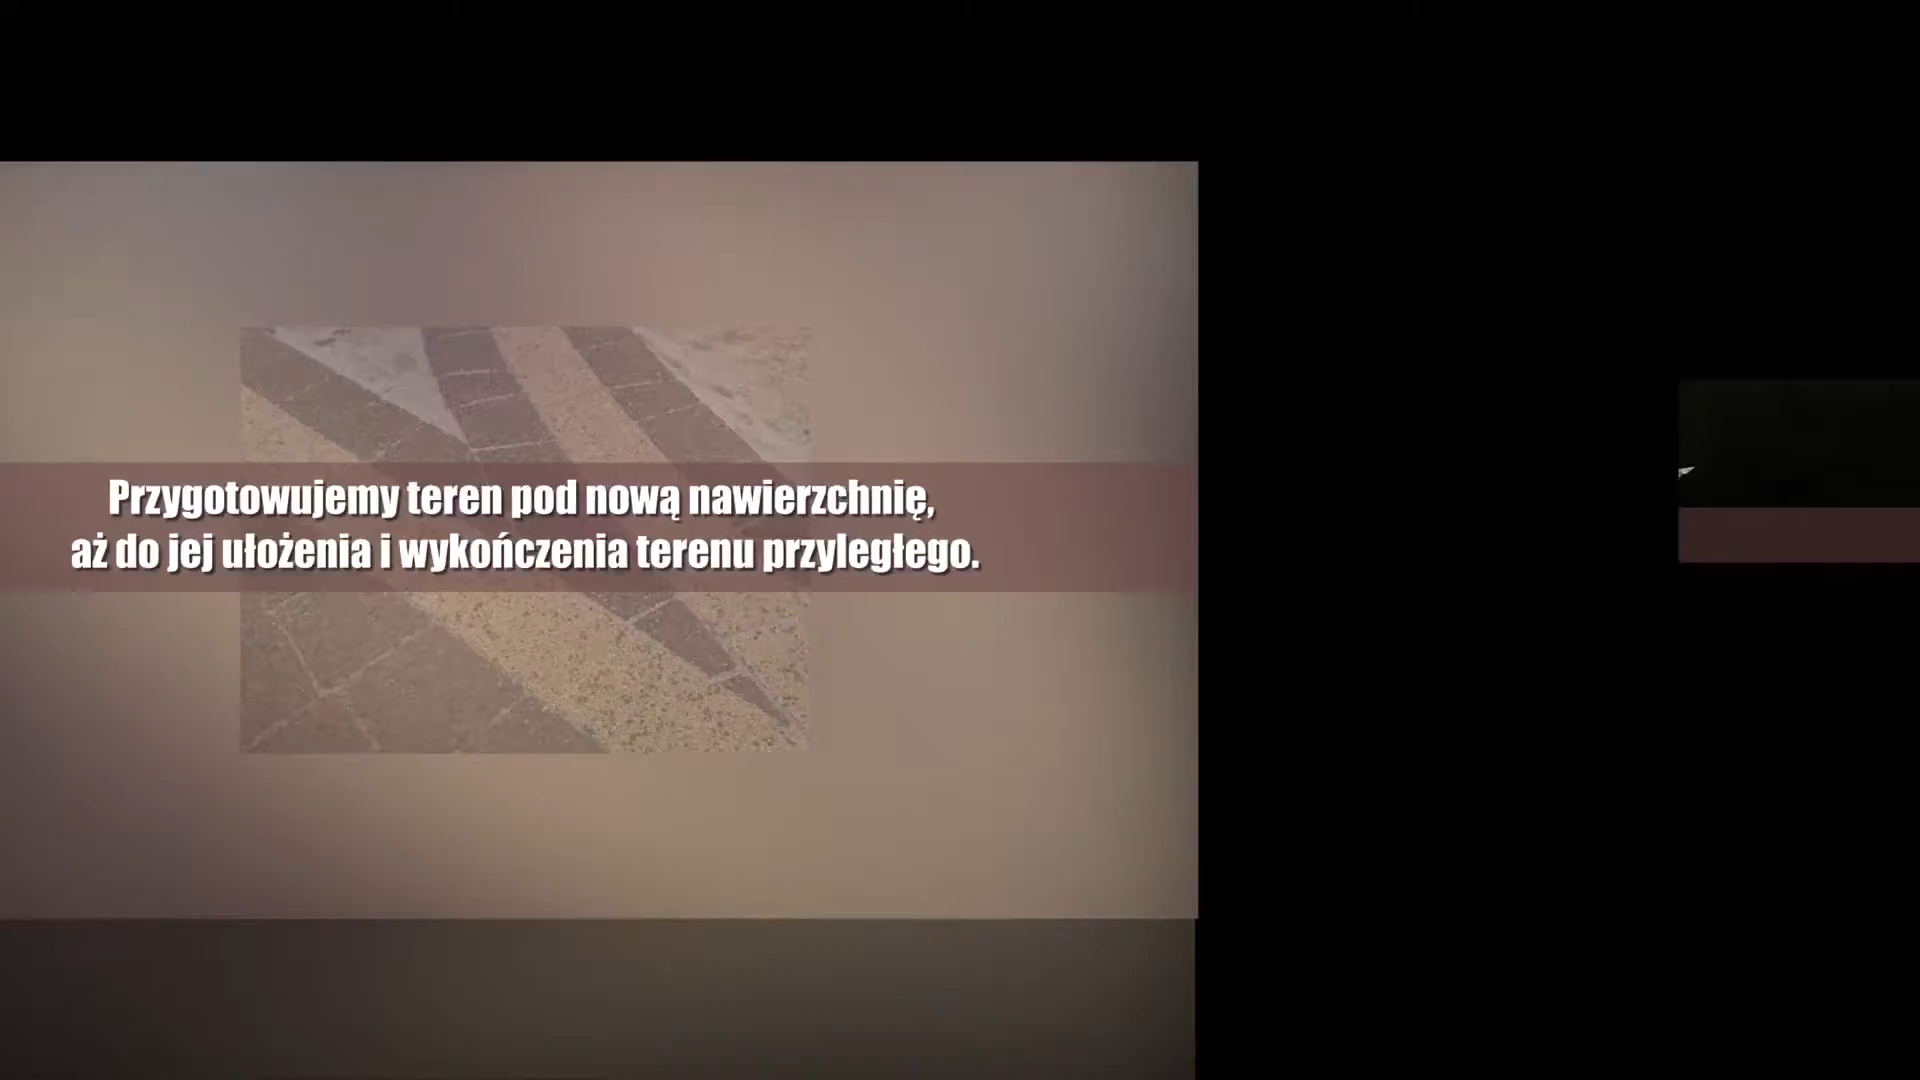 Przygotowujemy teren pod nową nawierzchnię,
aż do jej ułożenia i wykończenia terenu przyległego.